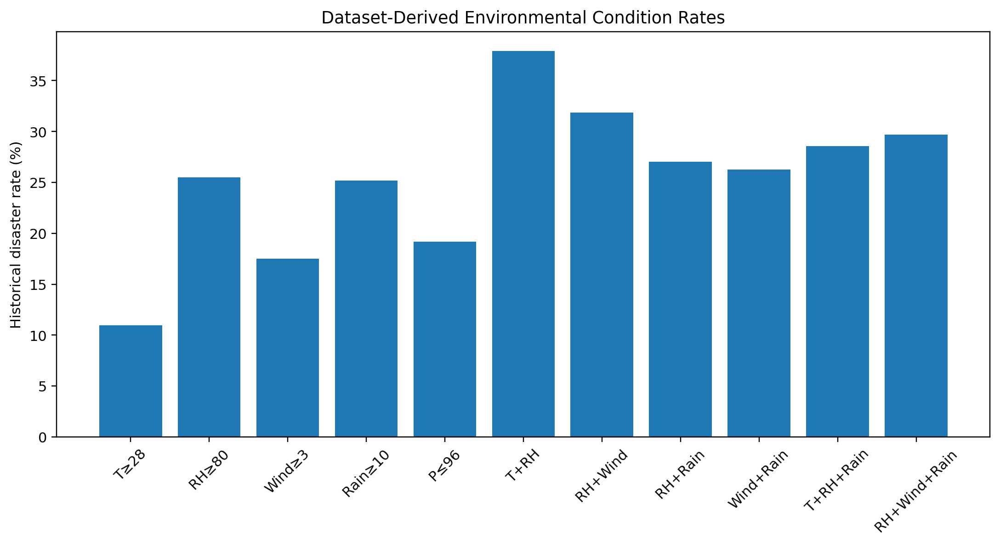 Dataset-Derived Environmental Condition Rates
Historical disaster rate (%)
35
30
25
20
15
10
5
0
T≥28
RH≥80
Wind≥3
Rain≥10
P≤96
T+RH
RH+Wind
RH+Rain
Wind+Rain
T+RH+Rain
RH+Wind+Rain